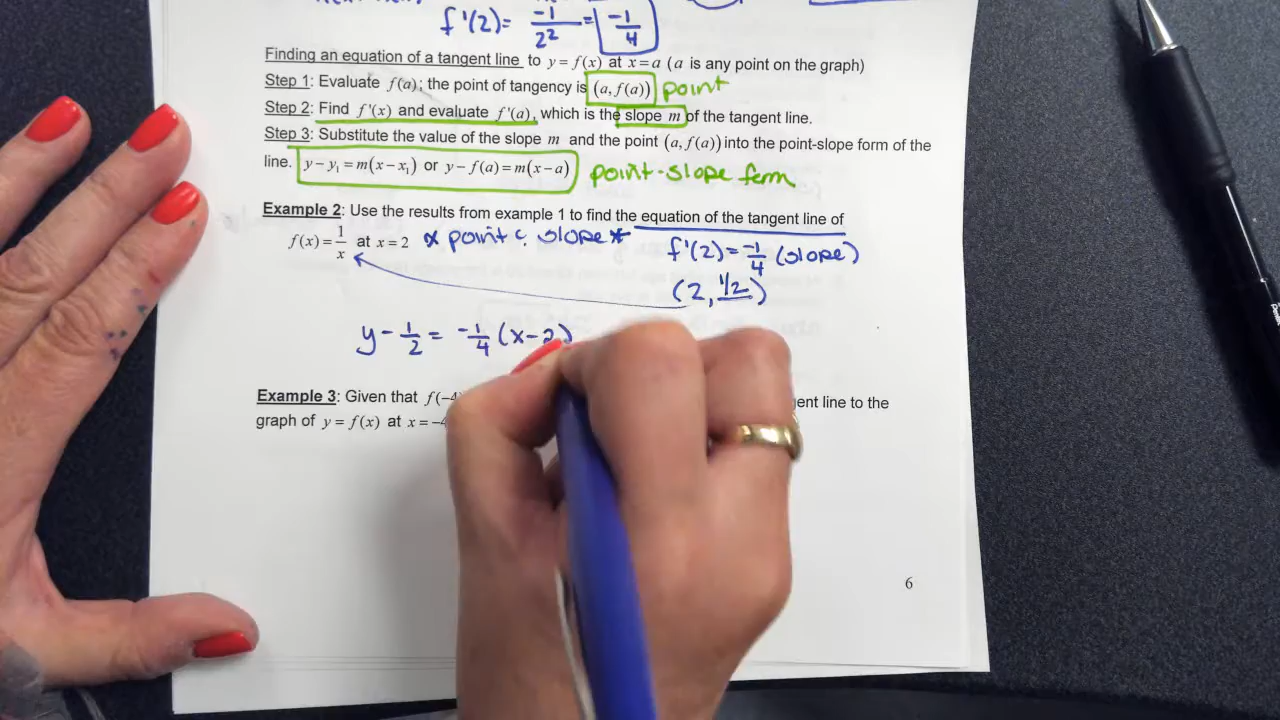 f'(2) = -1/2² = -1/4
Finding an equation of a tangent line to y = f(x) at x = a (a is any point on the graph)
Step 1: Evaluate f(a); the point of tangency is (a, f(a)) point
Step 2: Find f'(x) and evaluate f'(a), which is the slope m of the tangent line.
Step 3: Substitute the value of the slope m and the point (a, f(a)) into the point-slope form of the
line. y − y₁ = m(x − x₁) or y − f(a) = m(x − a) point-slope form
Example 2: Use the results from example 1 to find the equation of the tangent line of
f(x) = 1/x at x = 2 * point & slope *
f'(2) = -1/4 (slope)
(2, 1/2)
y - 1/2 = -1/4 (x - 2)
Example 3: Given that f(−4 ent line to the
graph of y = f(x) at x = −4
6